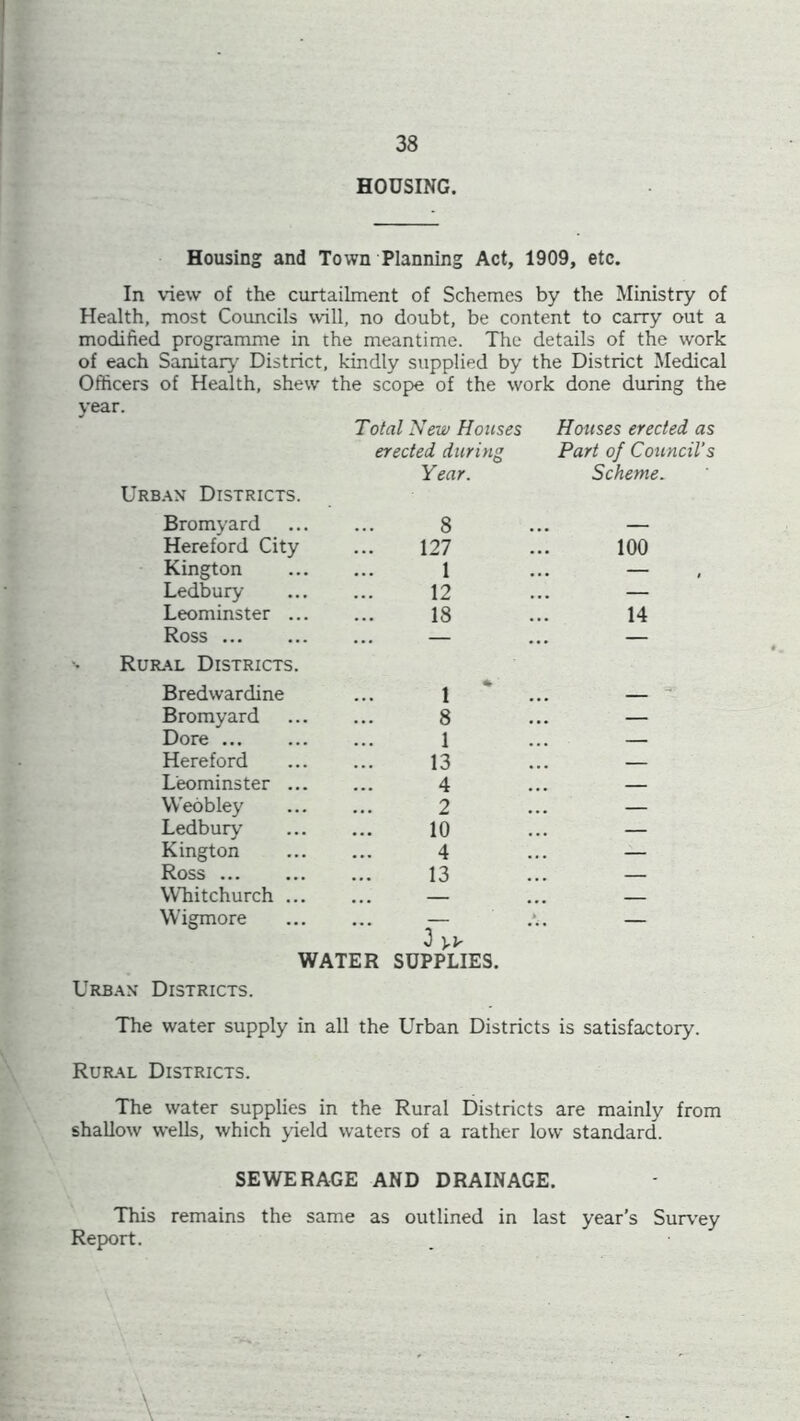 38
HOUSING.
Housing and Town Planning Act, 1909, etc.
In view of the curtailment of Schemes by the Ministry of
Health, most Councils will, no doubt, be content to carry out a
modified programme in the meantime. The details of the work
of each Sanitary District, kindly supplied by the District Medical
Officers of Health, shew the scope of the work done during the
year.
Total New Houses Houses erected as
erected during Part of Council's
Year. Scheme.
Urban Districts.
Bromyard ... ... 8 ... —
Hereford City ... 127 ... 100
Kington ... ... 1 ... —
Ledbury ... ... 12 ... —
Leominster ... ... 18 ... 14
Ross ... ... ... — ... —
Rural Districts.
Bredwardine ... 1 ... —
Bromyard ... ... 8 ... —
Dore ... ... ... 1 ... —
Hereford ... ... 13 ... —
Leominster ... ... 4 ... —
Weobley ... ... 2 ... —
Ledbury ... ... 10 ... —
Kington ... ... 4 ... —
Ross ... ... ... 13 ... —
Whitchurch ... ... — ... —
Wigmore ... ... — ... —
WATER SUPPLIES.
Urban Districts.
The water supply in all the Urban Districts is satisfactory.
Rural Districts.
The water supplies in the Rural Districts are mainly from
shallow wells, which yield waters of a rather low standard.
SEWERAGE AND DRAINAGE.
This remains the same as outlined in last year's Survey
Report.